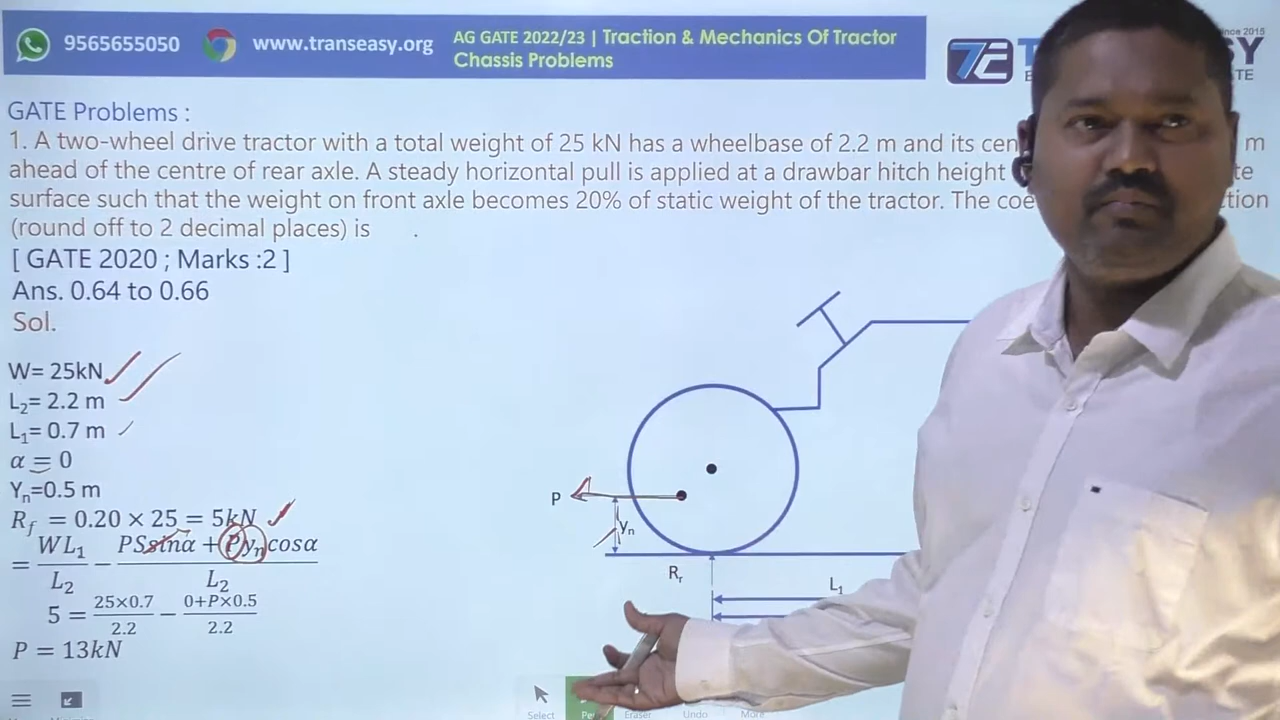 9565655050 www.transeasy.org AG GATE 2022/23 | Traction & Mechanics Of Tractor
Chassis Problems
GATE Problems :
1. A two-wheel drive tractor with a total weight of 25 kN has a wheelbase of 2.2 m and its cen m
ahead of the centre of rear axle. A steady horizontal pull is applied at a drawbar hitch height te
surface such that the weight on front axle becomes 20% of static weight of the tractor. The coe tion
(round off to 2 decimal places) is .
[ GATE 2020 ; Marks :2 ]
Ans. 0.64 to 0.66
Sol.
W= 25kN
L₂= 2.2 m
L₁= 0.7 m
α = 0
Yₙ=0.5 m
R_f = 0.20 × 25 = 5kN
= WL₁/L₂ − (PSsinα + Pyₙcosα)/L₂
5 = 25×0.7/2.2 − (0+P×0.5)/2.2
P = 13kN
P
yₙ
Rᵣ
L₁
Select
Eraser
Undo
More